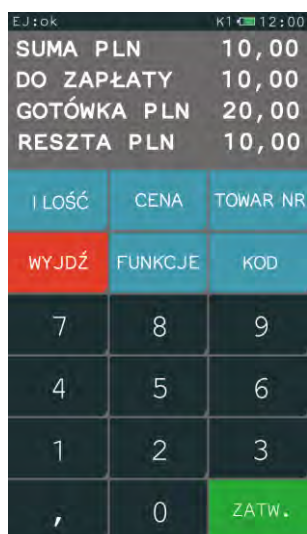 EJ:ok K1 12:00
SUMA PLN 10,00
DO ZAPŁATY 10,00
GOTÓWKA PLN 20,00
RESZTA PLN 10,00
ILOŚĆ CENA TOWAR NR
WYJDŹ FUNKCJE KOD
7 8 9
4 5 6
1 2 3
, 0 ZATW.